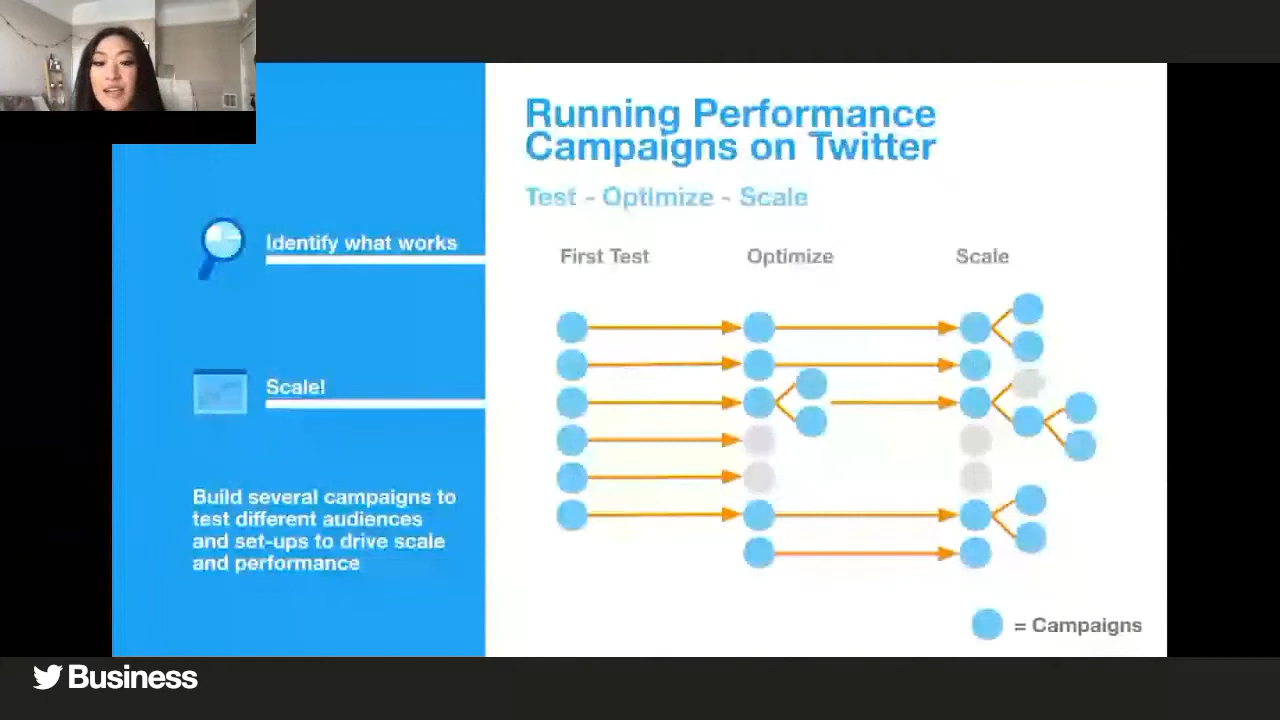 Running Performance
Campaigns on Twitter
Test - Optimize - Scale
Identify what works
Scale!
Build several campaigns to
test different audiences
and set-ups to drive scale
and performance
First Test
Optimize
Scale
= Campaigns
Business